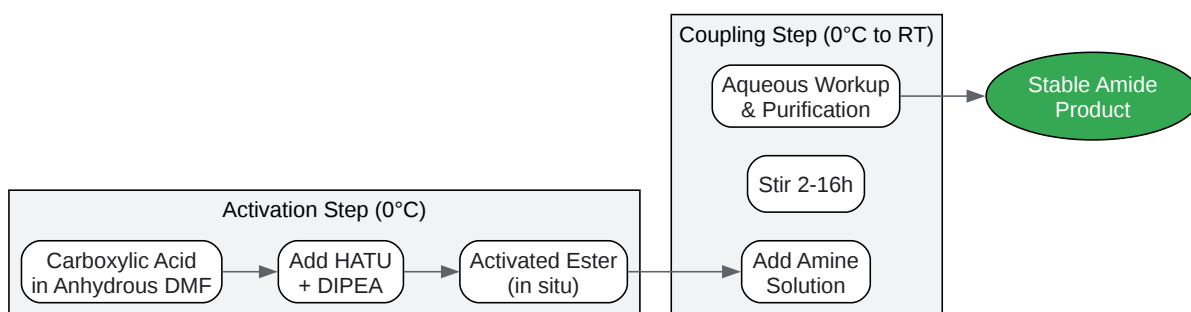 Activation Step (0°C)
Carboxylic Acid
in Anhydrous DMF
Add HATU
+ DIPEA
Activated Ester
(in situ)
Coupling Step (0°C to RT)
Aqueous Workup
& Purification
Stir 2-16h
Add Amine
Solution
Stable Amide
Product